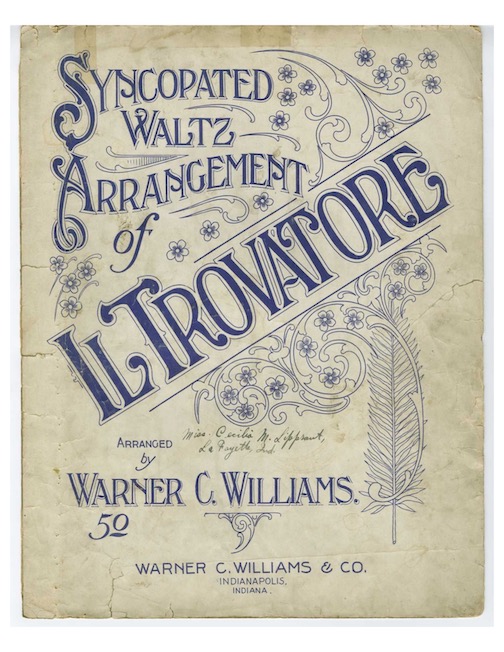 SYNCOPATED
WALTZ
ARRANGEMENT
of
IL TROVATORE
Miss Cecilia M. Lipprant,
La Fayette, Ind.
ARRANGED
by
WARNER C. WILLIAMS.
50
WARNER C. WILLIAMS & CO.
INDIANAPOLIS,
INDIANA.